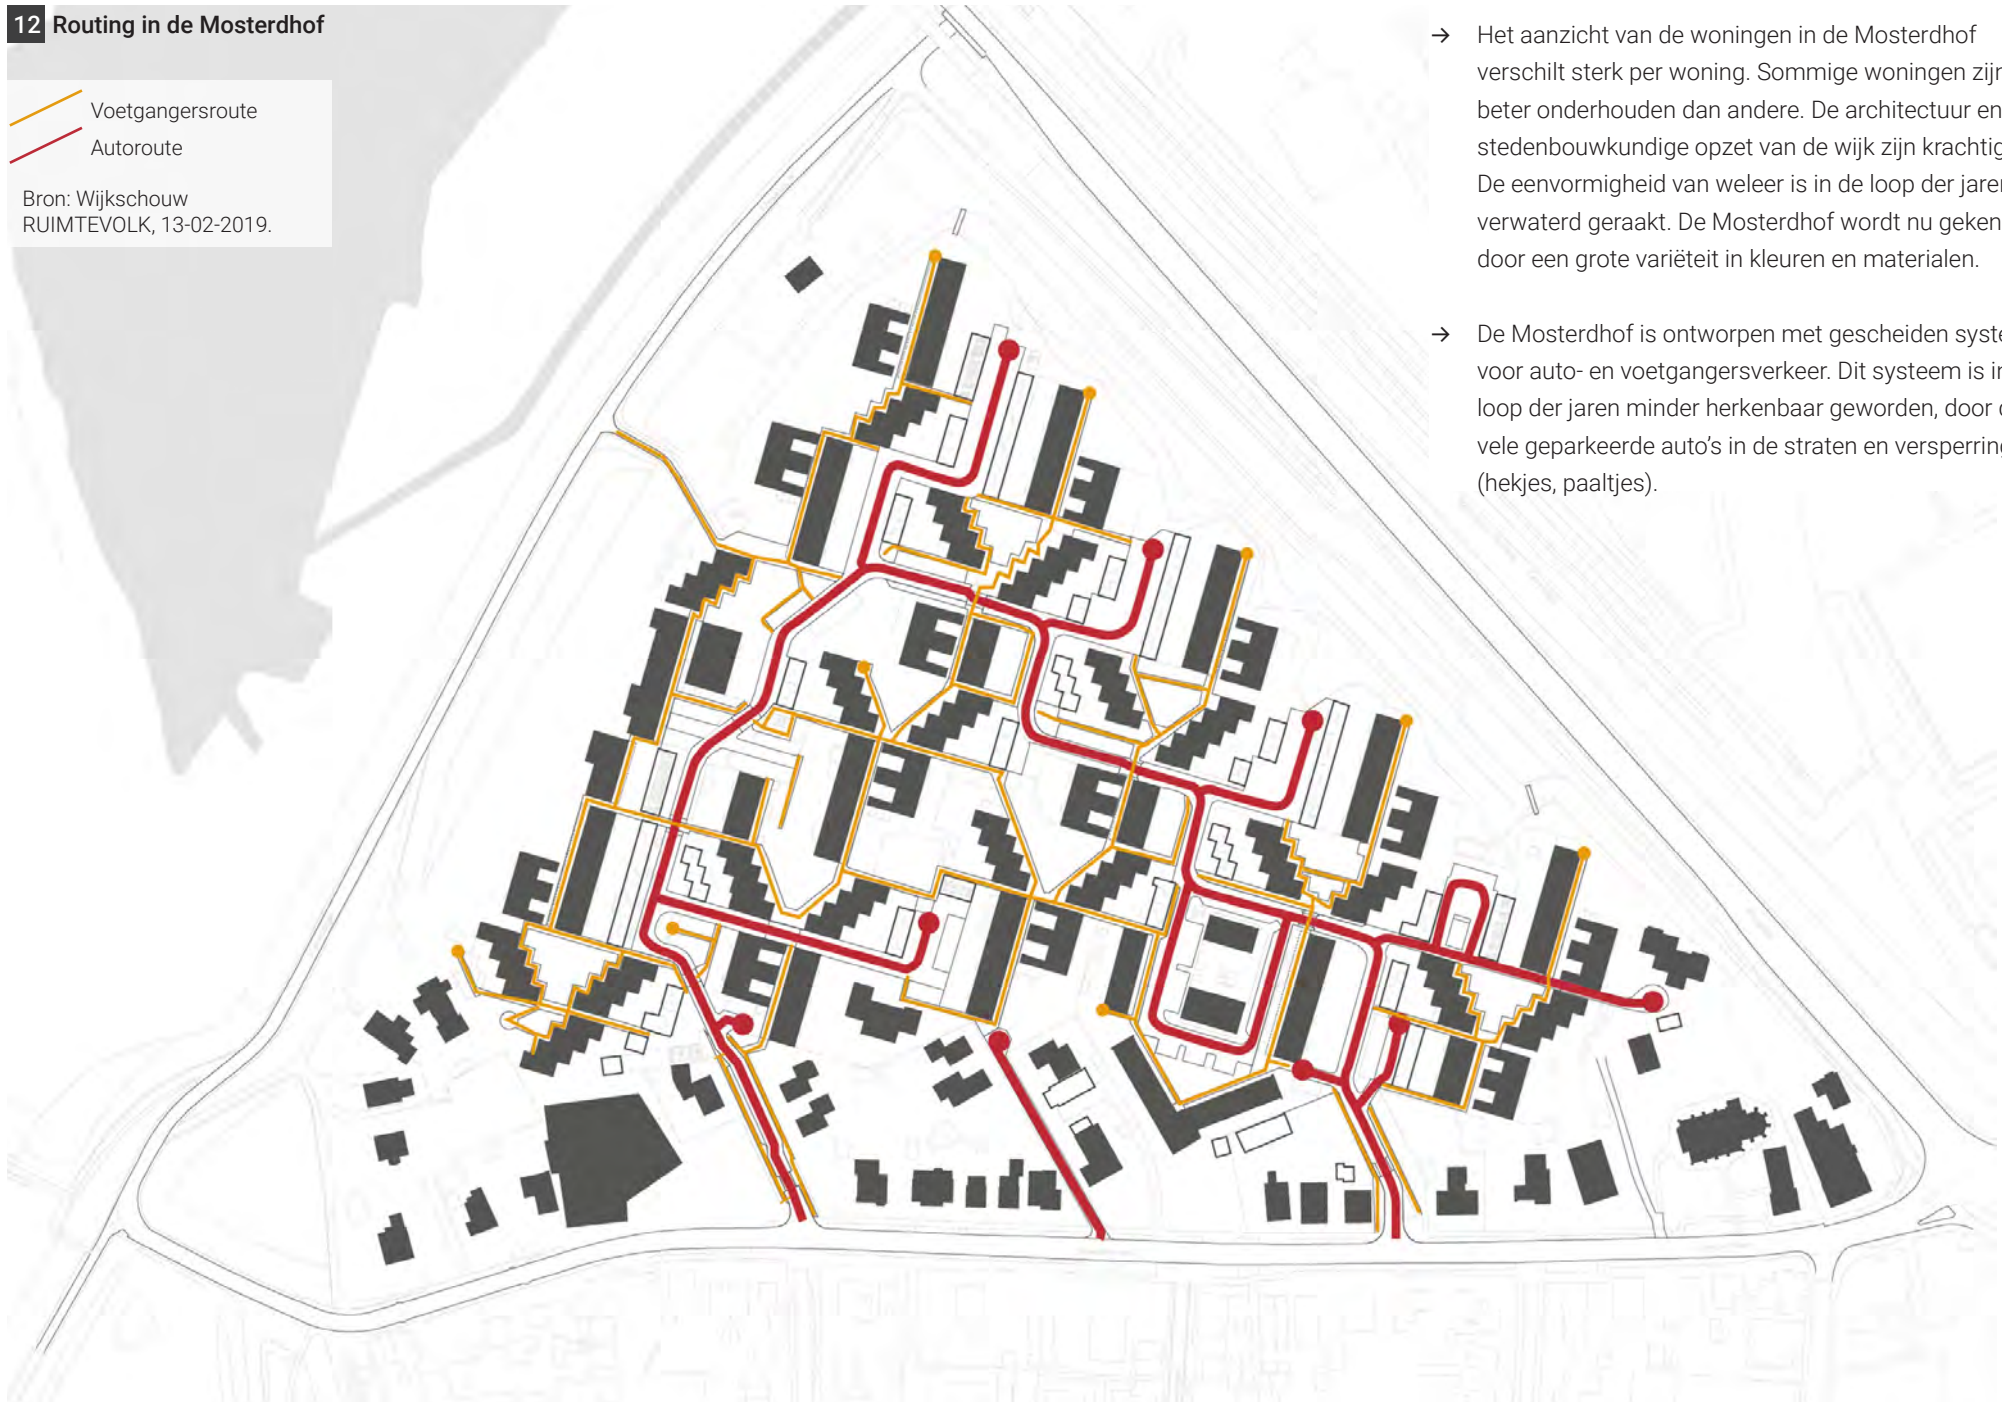 12 Routing in de Mosterdhof
Voetgangersroute
Autoroute
Bron: Wijkschouw
RUIMTEVOLK, 13-02-2019.
→ Het aanzicht van de woningen in de Mosterdhof
verschilt sterk per woning. Sommige woningen zijn
beter onderhouden dan andere. De architectuur en
stedenbouwkundige opzet van de wijk zijn krachtig
De eenvormigheid van weleer is in de loop der jaren
verwaterd geraakt. De Mosterdhof wordt nu geken
door een grote variëteit in kleuren en materialen.
→ De Mosterdhof is ontworpen met gescheiden syste
voor auto- en voetgangersverkeer. Dit systeem is in
loop der jaren minder herkenbaar geworden, door
vele geparkeerde auto's in de straten en versperring
(hekjes, paaltjes).